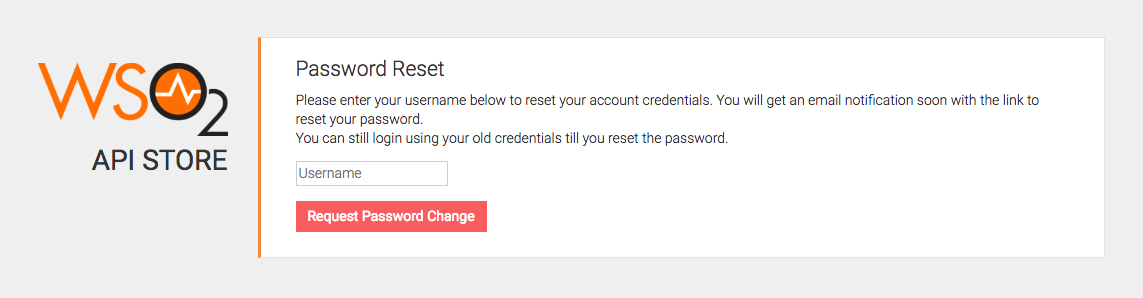 WSO2
API STORE
Password Reset
Please enter your username below to reset your account credentials. You will get an email notification soon with the link to
reset your password.
You can still login using your old credentials till you reset the password.
Username
Request Password Change